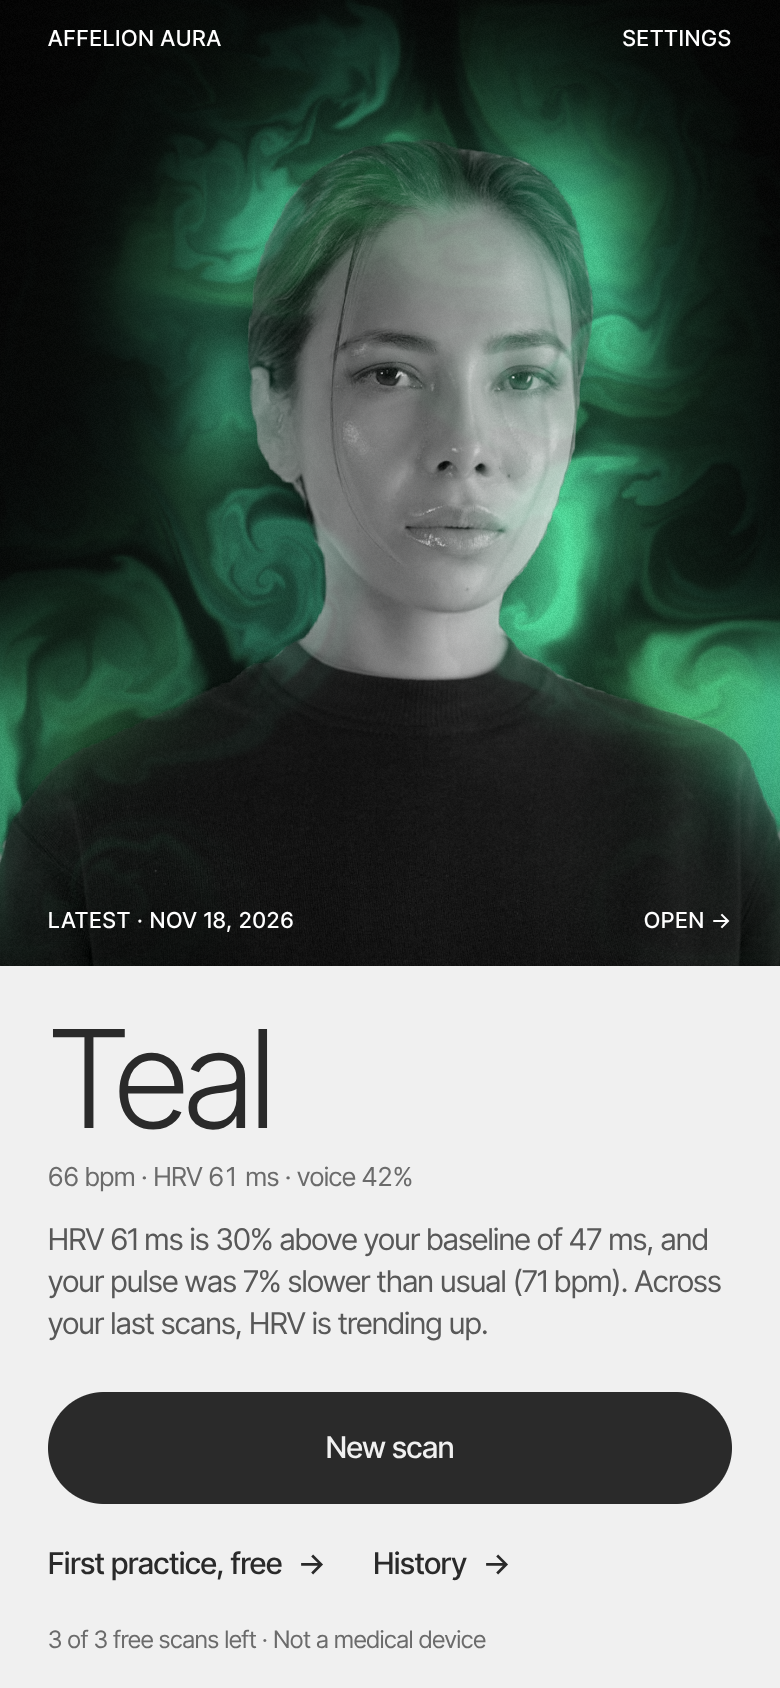 AFFELION AURA
SETTINGS
LATEST · NOV 18, 2026
OPEN →
Teal
66 bpm · HRV 61 ms · voice 42%
HRV 61 ms is 30% above your baseline of 47 ms, and
your pulse was 7% slower than usual (71 bpm). Across
your last scans, HRV is trending up.
New scan
First practice, free →
History →
3 of 3 free scans left · Not a medical device